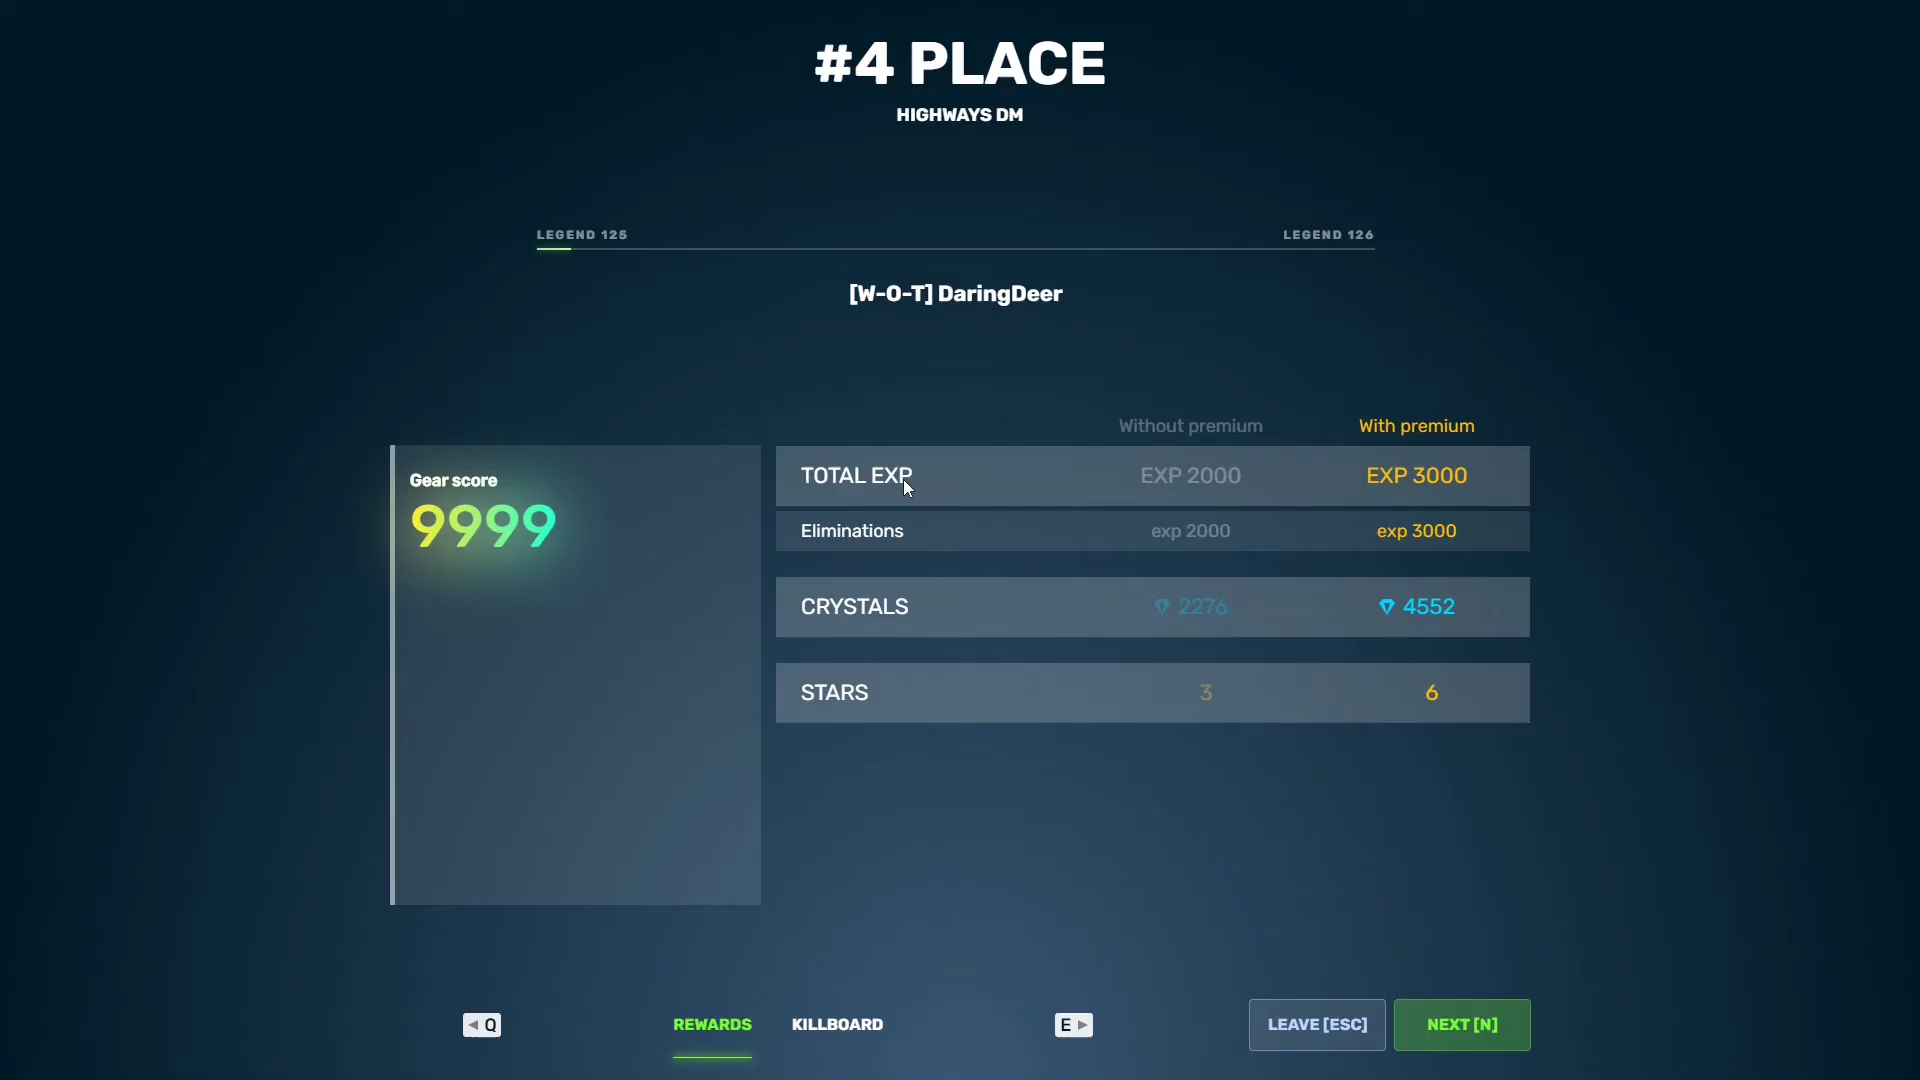 #4 PLACE
HIGHWAYS DM
LEGEND 125
LEGEND 126
[W-O-T] DaringDeer
Without premium
With premium
Gear score
9999
TOTAL EXP
EXP 2000
EXP 3000
Eliminations
exp 2000
exp 3000
CRYSTALS
2276
4552
STARS
3
6
Q
REWARDS
KILLBOARD
E
LEAVE [ESC]
NEXT [N]